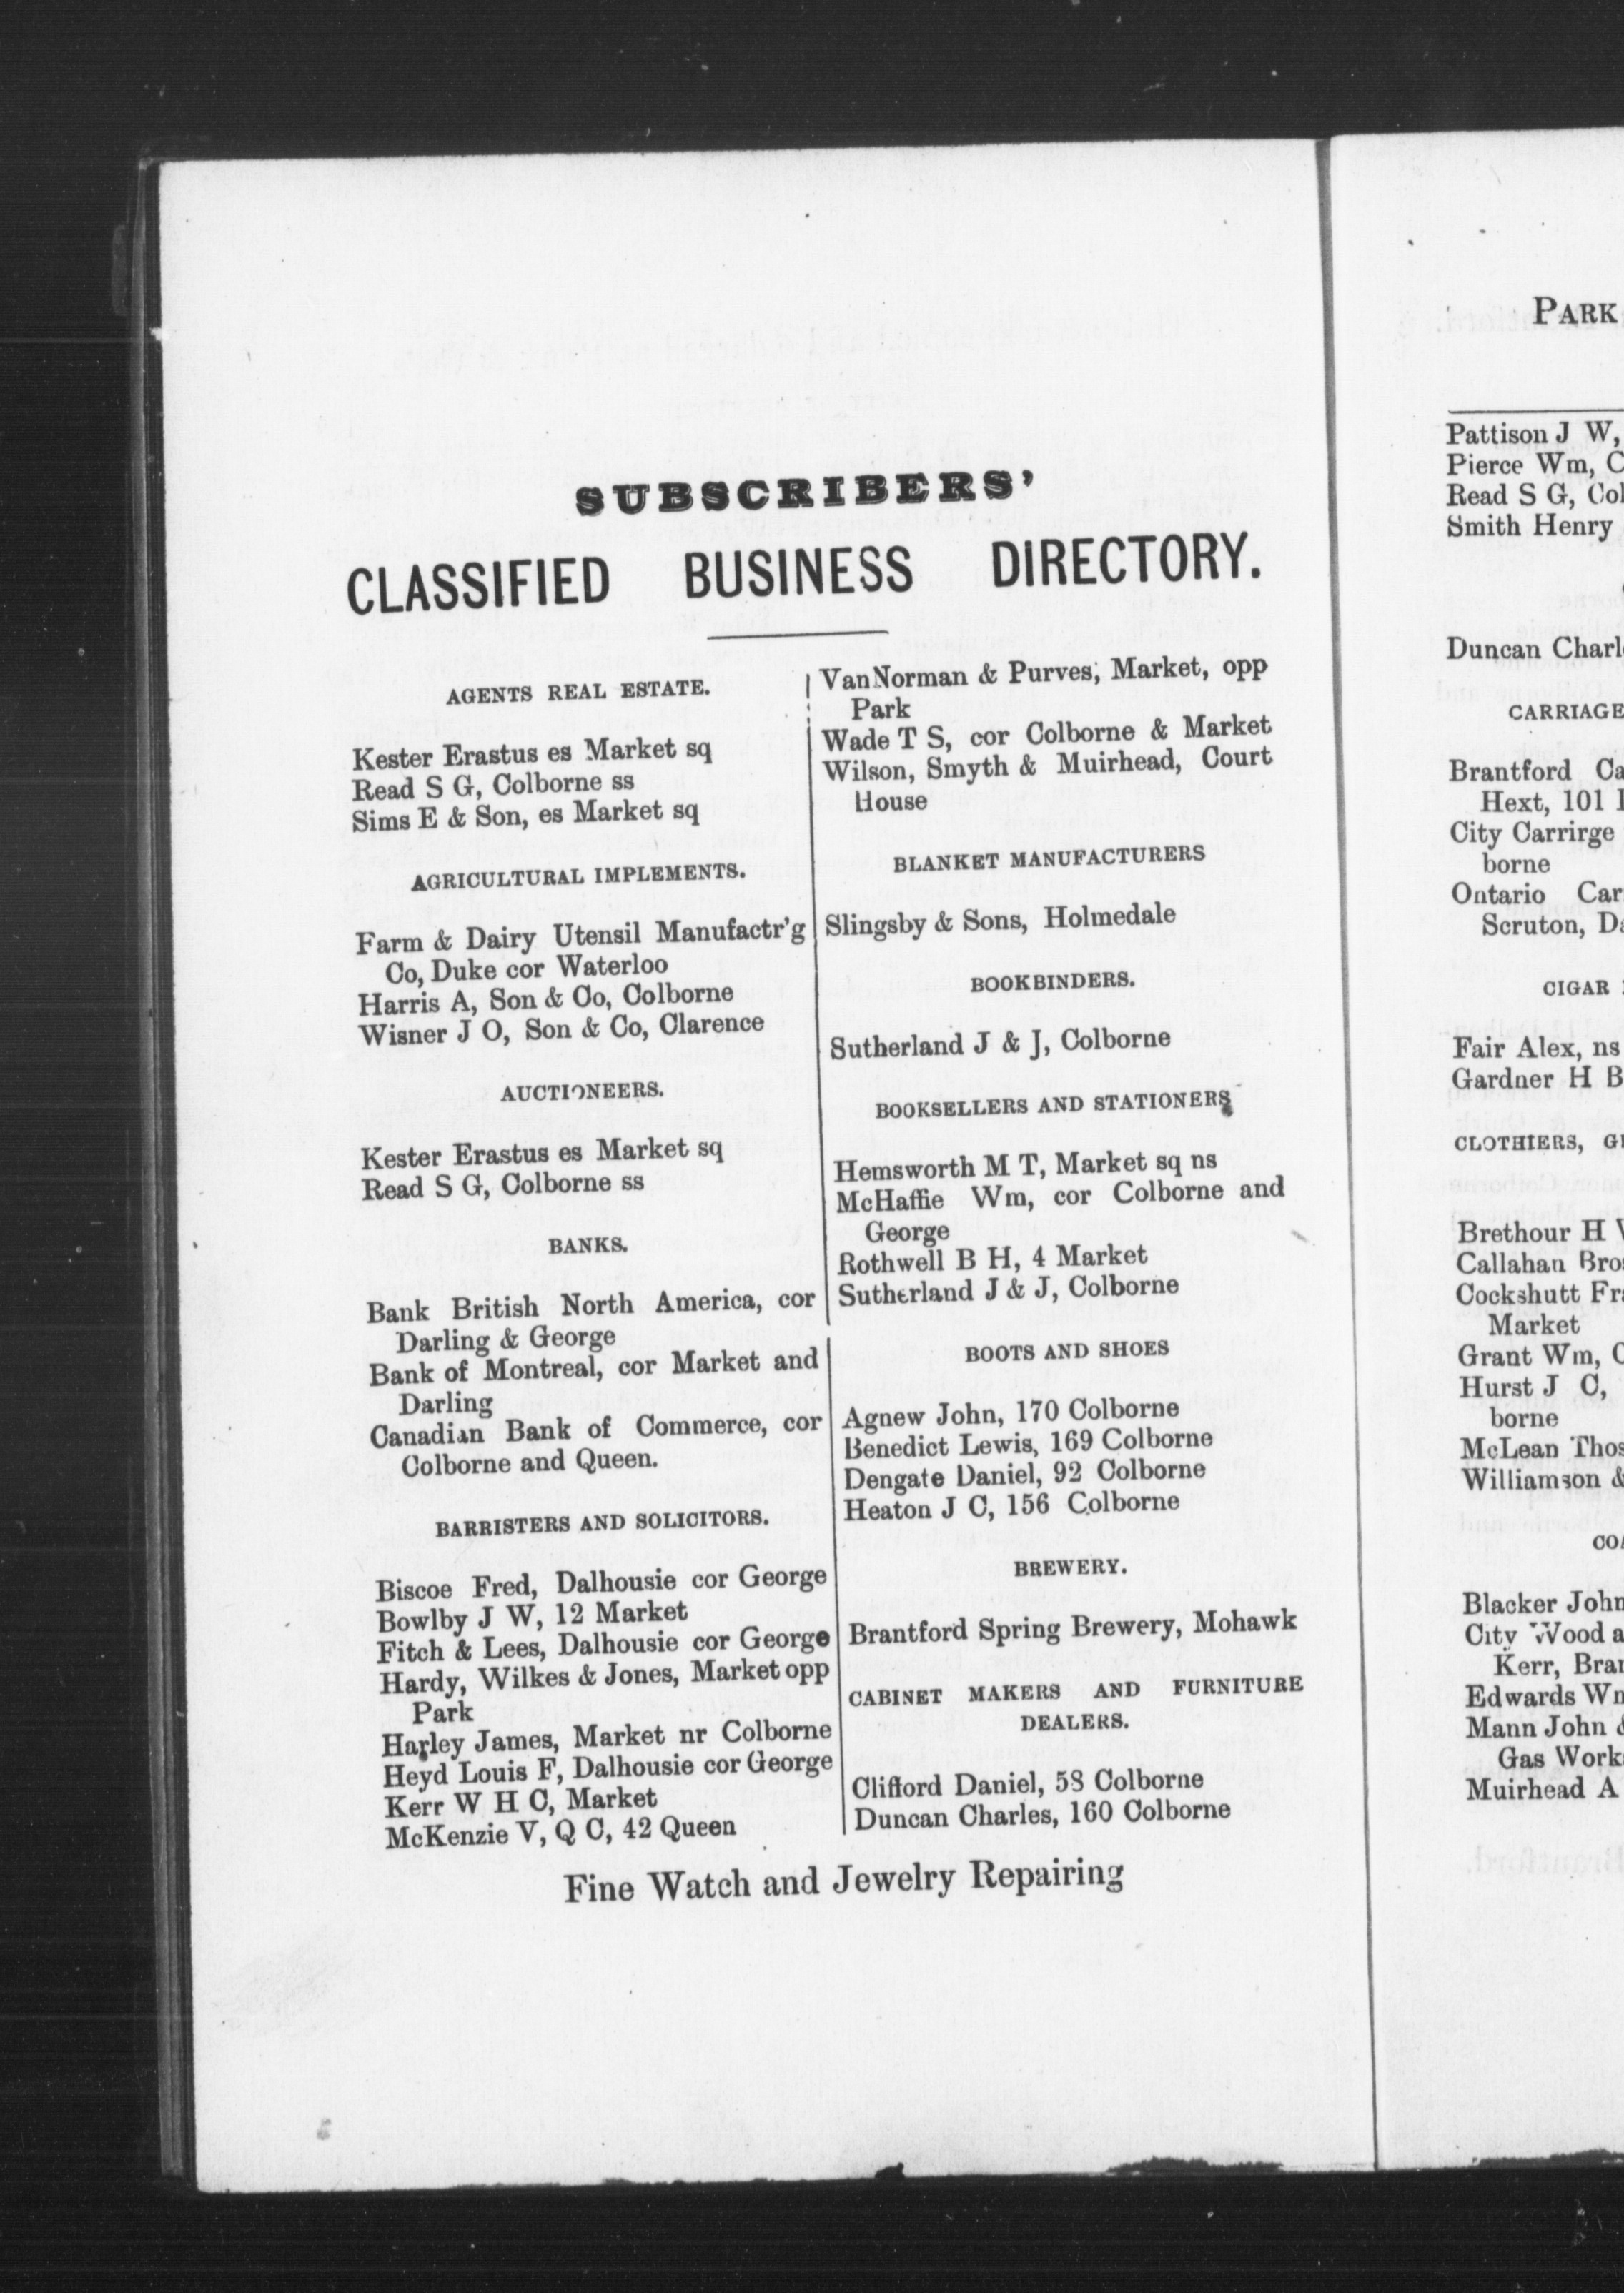 SUBSCRIBERS'
CLASSIFIED BUSINESS DIRECTORY.
AGENTS REAL ESTATE.
Kester Erastus es Market sq
Read S G, Colborne ss
Sims E & Son, es Market sq
AGRICULTURAL IMPLEMENTS.
Farm & Dairy Utensil Manufactr'g
Co, Duke cor Waterloo
Harris A, Son & Co, Colborne
Wisner J O, Son & Co, Clarence
AUCTIONEERS.
Kester Erastus es Market sq
Read S G, Colborne ss
BANKS.
Bank British North America, cor
Darling & George
Bank of Montreal, cor Market and
Darling
Canadian Bank of Commerce, cor
Colborne and Queen.
BARRISTERS AND SOLICITORS.
Biscoe Fred, Dalhousie cor George
Bowlby J W, 12 Market
Fitch & Lees, Dalhousie cor George
Hardy, Wilkes & Jones, Market opp
Park
Harley James, Market nr Colborne
Heyd Louis F, Dalhousie cor George
Kerr W H C, Market
McKenzie V, Q C, 42 Queen
VanNorman & Purves, Market, opp
Park
Wade T S, cor Colborne & Market
Wilson, Smyth & Muirhead, Court
House
BLANKET MANUFACTURERS
Slingsby & Sons, Holmedale
BOOKBINDERS.
Sutherland J & J, Colborne
BOOKSELLERS AND STATIONERS
Hemsworth M T, Market sq ns
McHaffie Wm, cor Colborne and
George
Rothwell B H, 4 Market
Sutherland J & J, Colborne
BOOTS AND SHOES
Agnew John, 170 Colborne
Benedict Lewis, 169 Colborne
Dengate Daniel, 92 Colborne
Heaton J C, 156 Colborne
BREWERY.
Brantford Spring Brewery, Mohawk
CABINET MAKERS AND FURNITURE
DEALERS.
Clifford Daniel, 58 Colborne
Duncan Charles, 160 Colborne
Fine Watch and Jewelry Repairing
PARK
Pattison J W,
Pierce Wm,
Read S G,
Smith Henry
Duncan
CARRIAGE
Brantford
Hext, 101
City Carrirge
borne
Ontario
Scruton,
CIGAR
Fair Alex, ns
Gardner H B
CLOTHIERS,
Brethour H
Callahan
Cockshutt
Market
Grant Wm,
Hurst J C,
borne
McLean
Williamson &
Blacker
City Wood
Kerr,
Edwards
Mann John
Gas
Muirhead A